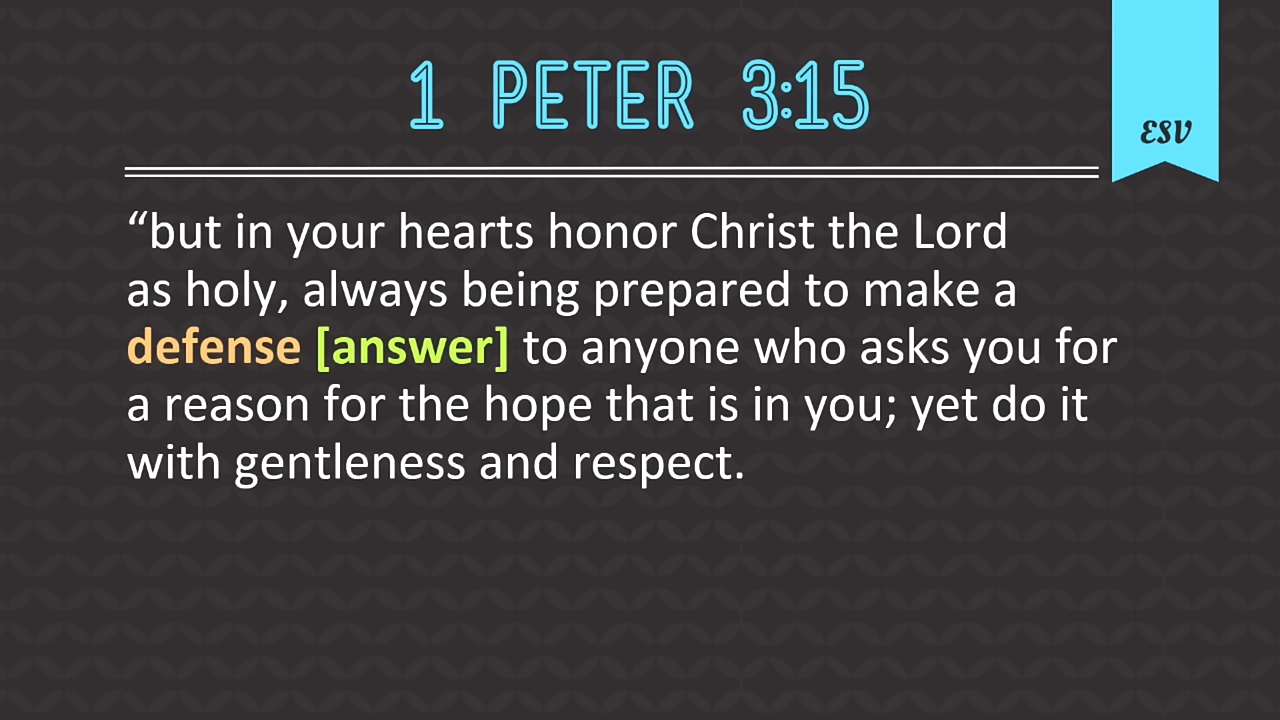 1 PETER 3:15
ESV
“but in your hearts honor Christ the Lord
as holy, always being prepared to make a
defense [answer] to anyone who asks you for
a reason for the hope that is in you; yet do it
with gentleness and respect.